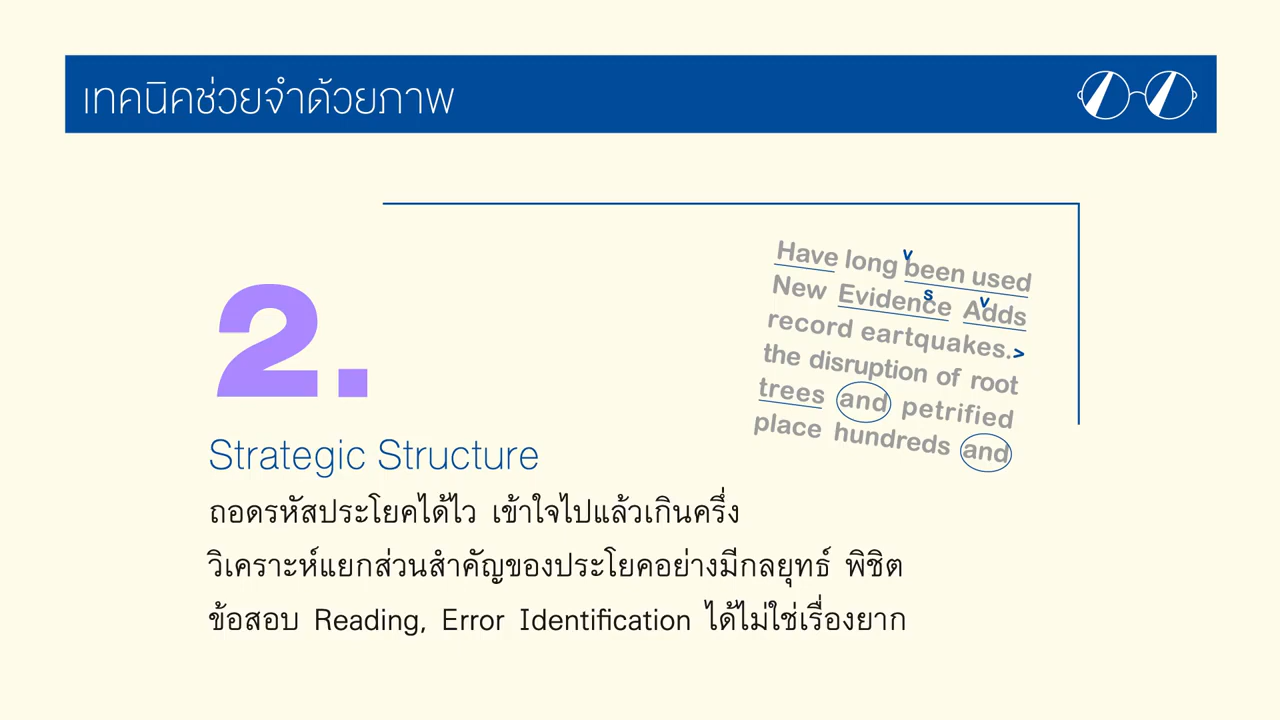 เทคนิคช่วยจำด้วยภาพ
Have long been used
v
New Evidence Adds
s v
record eartquakes.>
the disruption of root
trees and petrified
place hundreds and
2.
Strategic Structure
ถอดรหัสประโยคได้ไว เข้าใจไปแล้วเกินครึ่ง
วิเคราะห์แยกส่วนสำคัญของประโยคอย่างมีกลยุทธ์ พิชิต
ข้อสอบ Reading, Error Identification ได้ไม่ใช่เรื่องยาก